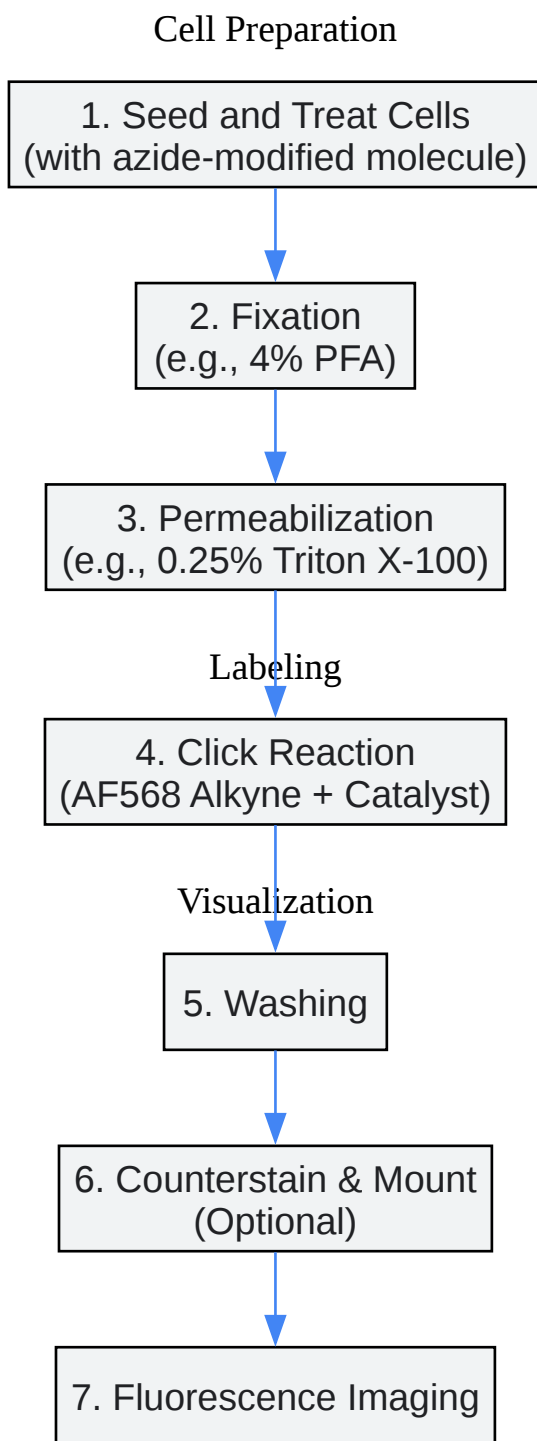 Cell Preparation
1. Seed and Treat Cells
(with azide-modified molecule)
2. Fixation
(e.g., 4% PFA)
3. Permeabilization
(e.g., 0.25% Triton X-100)
Labeling
4. Click Reaction
(AF568 Alkyne + Catalyst)
Visualization
5. Washing
6. Counterstain & Mount
(Optional)
7. Fluorescence Imaging